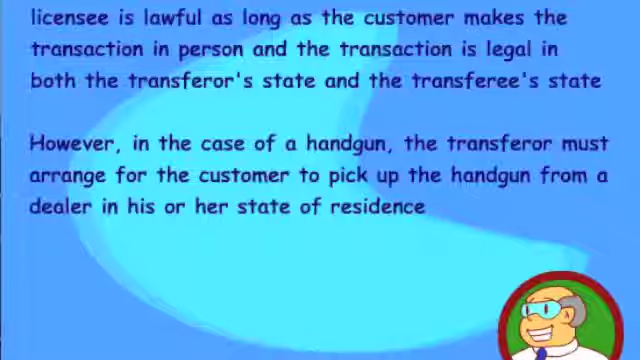 licensee is lawful as long as the customer makes the
transaction in person and the transaction is legal in
both the transferor's state and the transferee's state
However, in the case of a handgun, the transferor must
arrange for the customer to pick up the handgun from a
dealer in his or her state of residence